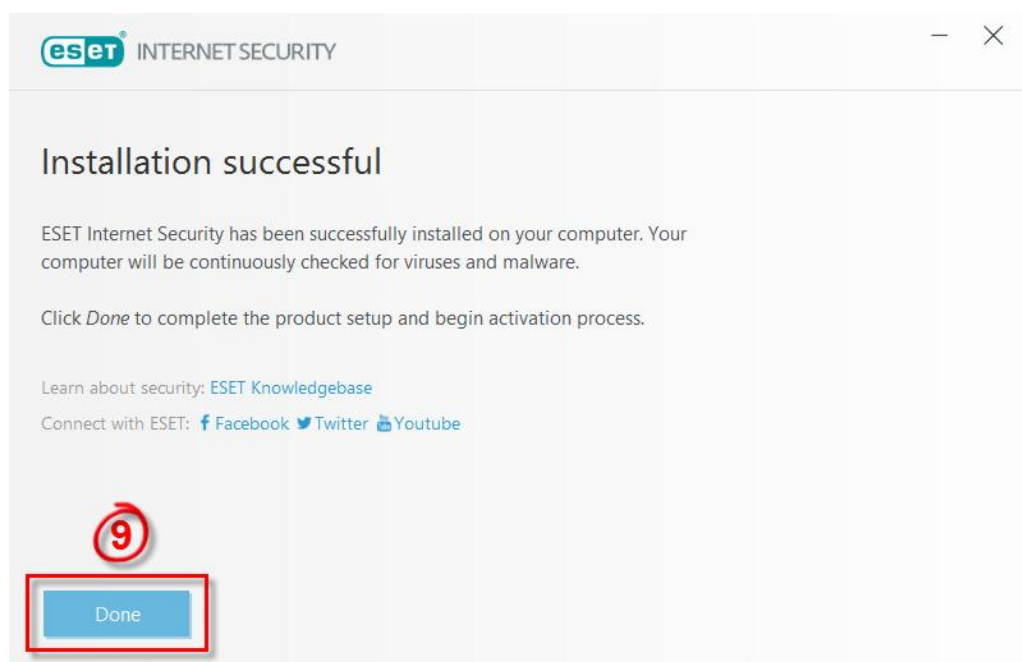 eseT® INTERNET SECURITY
Installation successful
ESET Internet Security has been successfully installed on your computer. Your
computer will be continuously checked for viruses and malware.
Click Done to complete the product setup and begin activation process.
Learn about security: ESET Knowledgebase
Connect with ESET: f Facebook Twitter Youtube
9
Done